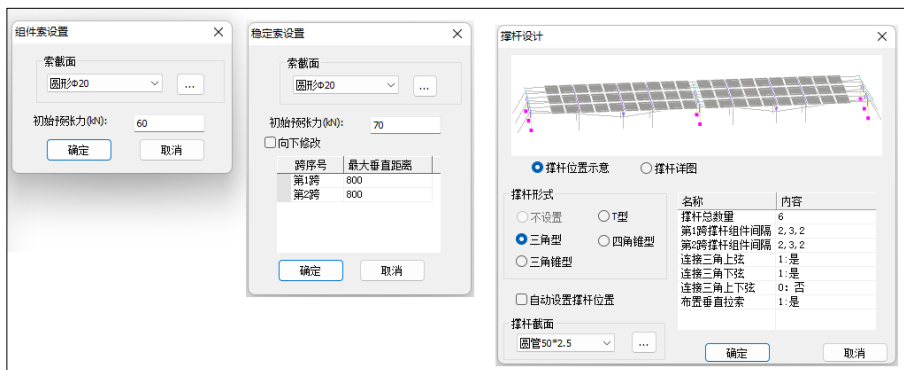 组件索设置
索截面
圆形Φ20
...
初始预张力(kN):
60
确定
取消
稳定索设置
索截面
圆形Φ20
...
初始预张力(kN):
70
向下修改
跨序号 最大垂直距离
第1跨 800
第2跨 800
确定
取消
撑杆设计
撑杆位置示意
撑杆详图
撑杆形式
不设置
T型
三角型
四角锥型
三角锥型
自动设置撑杆位置
撑杆截面
圆管50*2.5
...
名称 内容
撑杆总数量 6
第1跨撑杆组件间隔 2,3,2
第2跨撑杆组件间隔 2,3,2
连接三角上弦 1:是
连接三角下弦 1:是
连接三角上下弦 0: 否
布置垂直拉索 1:是
确定
取消